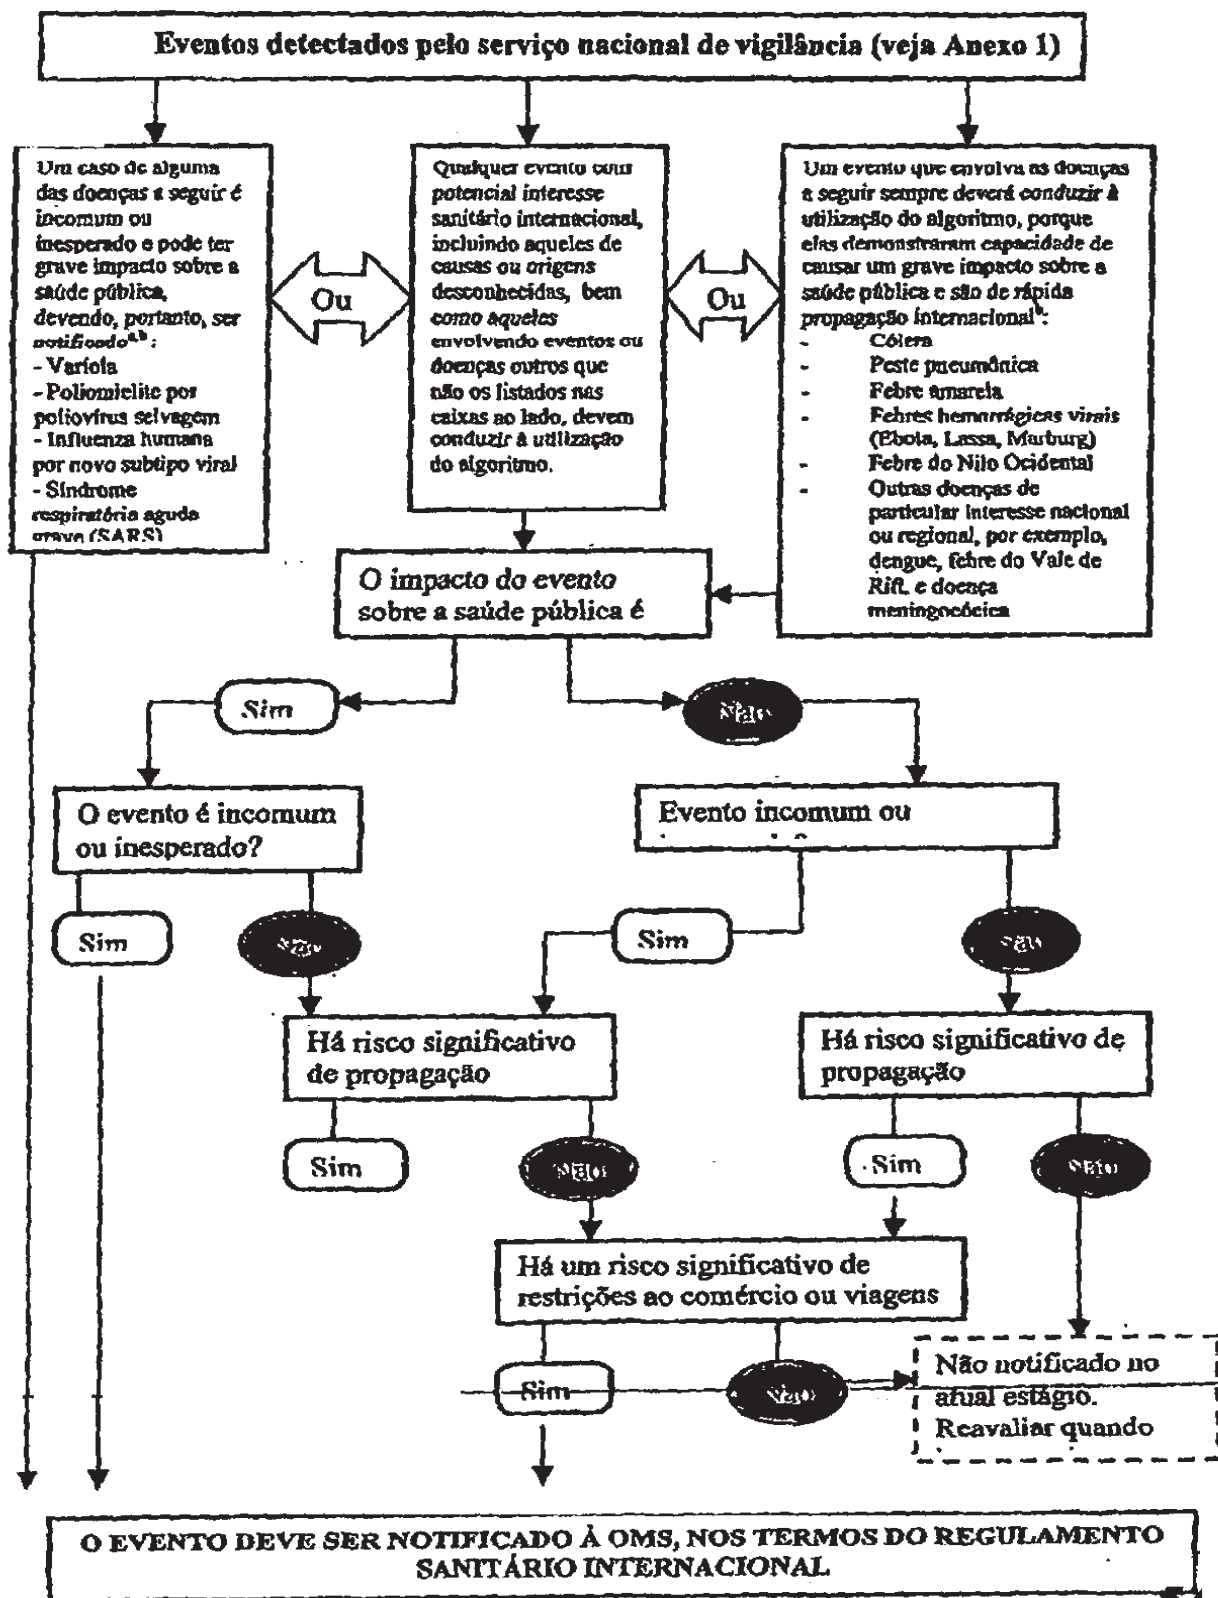 Eventos detectados pelo serviço nacional de vigilância (veja Anexo 1)
Um caso de alguma
das doenças a seguir é
incomum ou
inesperado e pode ter
grave impacto sobre a
saúde pública,
devendo, portanto, ser
notificado a,b :
- Varíola
- Poliomielite por
poliovírus selvagem
- Influenza humana
por novo subtipo viral
- Síndrome
respiratória aguda
grave (SARS)
Ou
Qualquer evento com
potencial interesse
sanitário internacional,
incluindo aqueles de
causas ou origens
desconhecidas, bem
como aqueles
envolvendo eventos ou
doenças outros que
não os listados nas
caixas ao lado, devem
conduzir à utilização
do algoritmo.
Ou
Um evento que envolva as doenças
a seguir sempre deverá conduzir à
utilização do algoritmo, porque
elas demonstraram capacidade de
causar um grave impacto sobre a
saúde pública e são de rápida
propagação internacional b:
- Cólera
- Peste pneumônica
- Febre amarela
- Febres hemorrágicas virais
(Ebola, Lassa, Marburg)
- Febre do Nilo Ocidental
- Outras doenças de
particular interesse nacional
ou regional, por exemplo,
dengue, febre do Vale de
Rift, e doença
meningocócica
O impacto do evento
sobre a saúde pública é
Sim
Não
O evento é incomum
ou inesperado?
Evento incomum ou
Sim
Não
Sim
Não
Há risco significativo
de propagação
Há risco significativo de
propagação
Sim
Não
Sim
Não
Há um risco significativo de
restrições ao comércio ou viagens
Sim
Não
Não notificado no
atual estágio.
Reavaliar quando
O EVENTO DEVE SER NOTIFICADO À OMS, NOS TERMOS DO REGULAMENTO
SANITÁRIO INTERNACIONAL